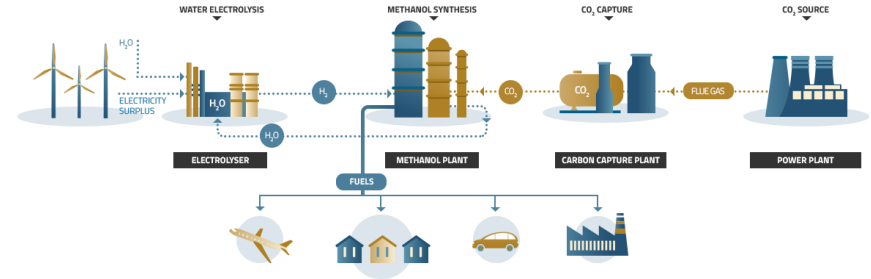 WATER ELECTROLYSIS
METHANOL SYNTHESIS
CO₂ CAPTURE
CO₂ SOURCE
H₂O
ELECTRICITY
SURPLUS
H₂O
H₂
CO₂
CO₂
FLUE GAS
H₂O
ELECTROLYSER
METHANOL PLANT
CARBON CAPTURE PLANT
POWER PLANT
FUELS